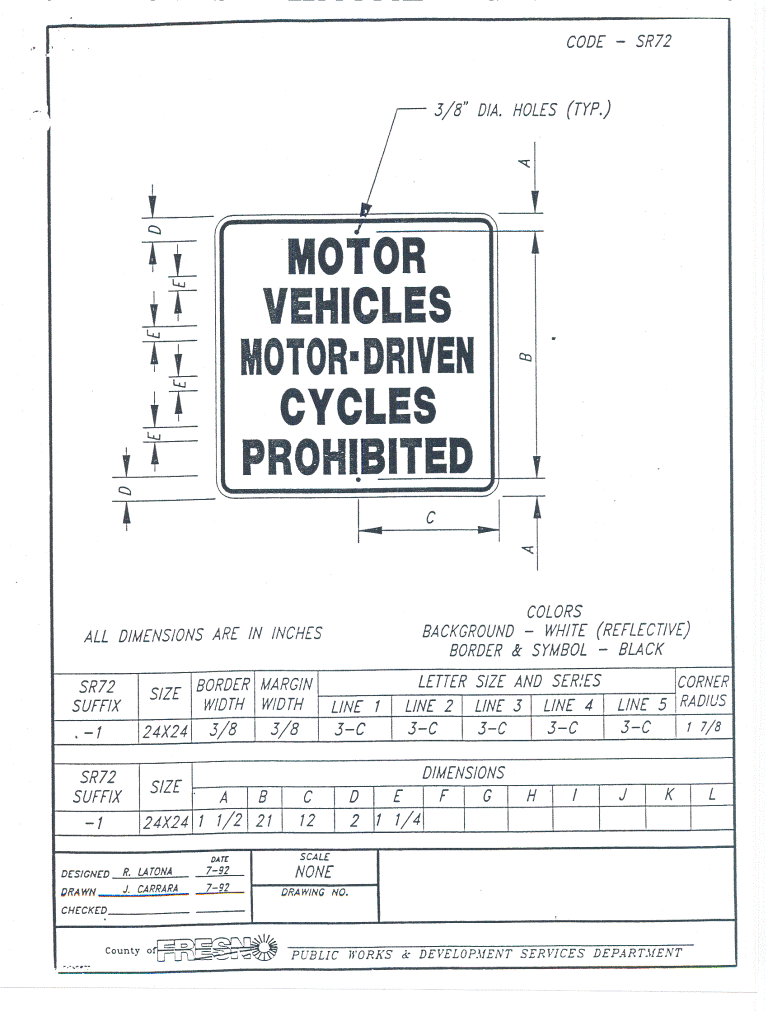 CODE - SR72
3/8" DIA. HOLES (TYP.)
A
D
E
E
E
E
D
B
C
A
MOTOR
VEHICLES
MOTOR-DRIVEN
CYCLES
PROHIBITED
ALL DIMENSIONS ARE IN INCHES
COLORS
BACKGROUND - WHITE (REFLECTIVE)
BORDER & SYMBOL - BLACK
SR72 SUFFIX SIZE BORDER WIDTH MARGIN WIDTH LETTER SIZE AND SERIES CORNER RADIUS
LINE 1 LINE 2 LINE 3 LINE 4 LINE 5
-1 24X24 3/8 3/8 3-C 3-C 3-C 3-C 3-C 1 7/8
SR72 SUFFIX SIZE DIMENSIONS
A B C D E F G H I J K L
-1 24X24 1 1/2 21 12 2 1 1/4
DATE
DESIGNED R. LATONA 7-92
DRAWN J. CARRARA 7-92
CHECKED
SCALE
NONE
DRAWING NO.
County of FRESNO PUBLIC WORKS & DEVELOPMENT SERVICES DEPARTMENT